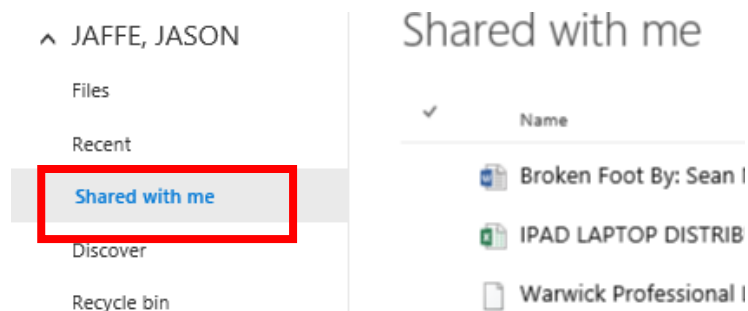 JAFFE, JASON
Files
Recent
Shared with me
Discover
Recycle bin
Shared with me
Name
Broken Foot By: Sean
IPAD LAPTOP DISTRIB
Warwick Professional